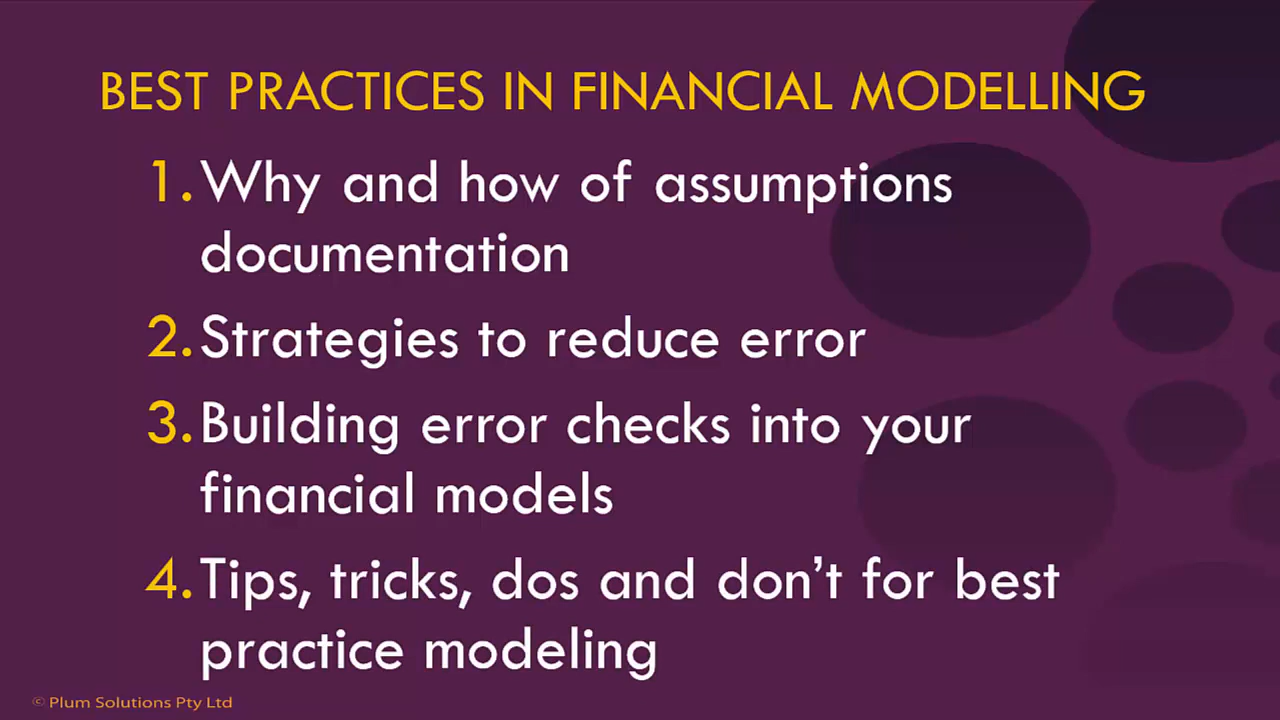 BEST PRACTICES IN FINANCIAL MODELLING
1. Why and how of assumptions
documentation
2. Strategies to reduce error
3. Building error checks into your
financial models
4. Tips, tricks, dos and don’t for best
practice modeling
© Plum Solutions Pty Ltd